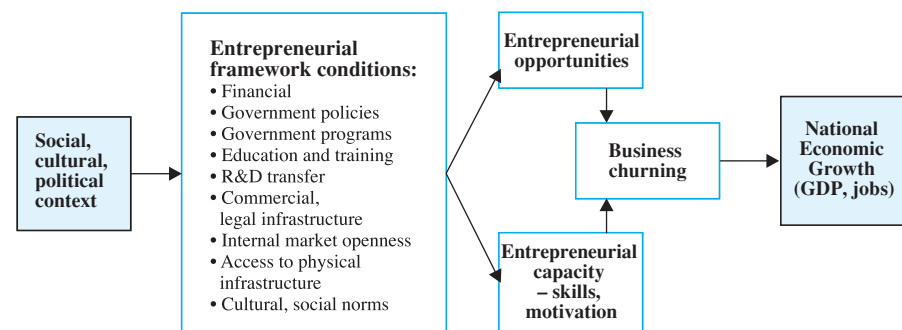 Social,
cultural,
political
context
Entrepreneurial
framework conditions:
• Financial
• Government policies
• Government programs
• Education and training
• R&D transfer
• Commercial,
legal infrastructure
• Internal market openness
• Access to physical
infrastructure
• Cultural, social norms
Entrepreneurial
opportunities
Entrepreneurial
capacity
– skills,
motivation
Business
churning
National
Economic
Growth
(GDP, jobs)